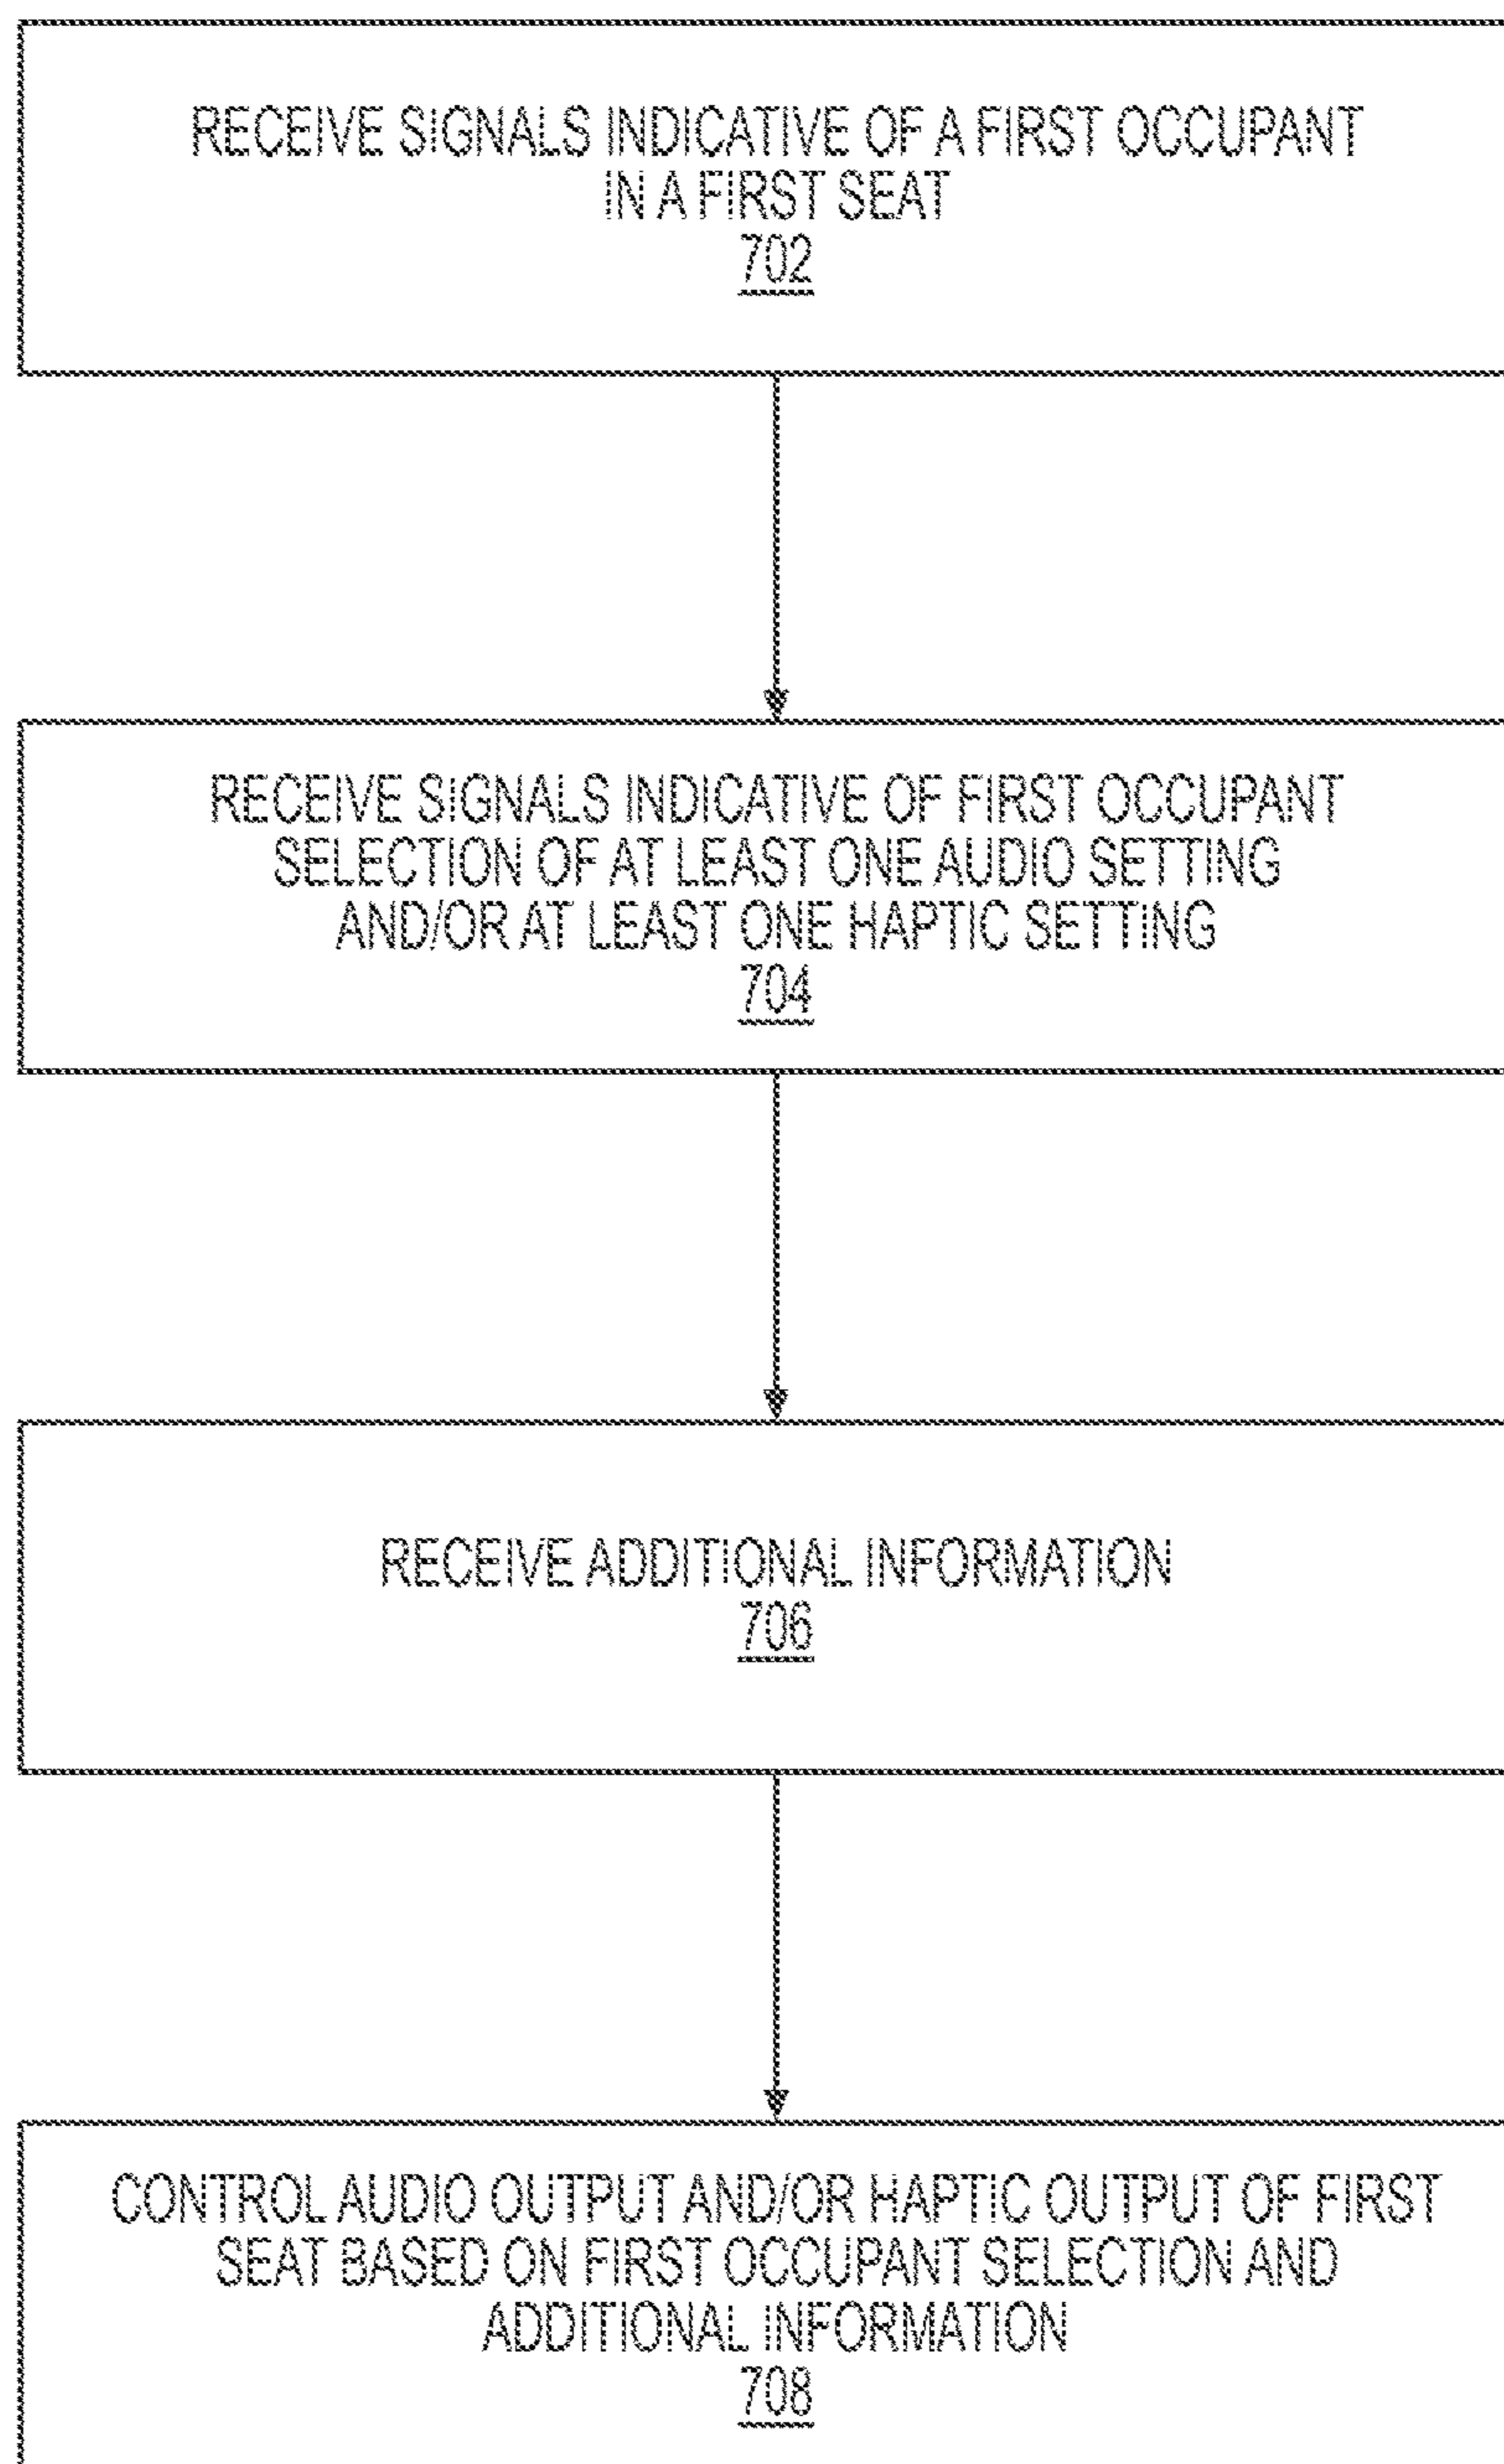 RECEIVE SIGNALS INDICATIVE OF A FIRST OCCUPANT
IN A FIRST SEAT
702
RECEIVE SIGNALS INDICATIVE OF FIRST OCCUPANT
SELECTION OF AT LEAST ONE AUDIO SETTING
AND/OR AT LEAST ONE HAPTIC SETTING
704
RECEIVE ADDITIONAL INFORMATION
706
CONTROL AUDIO OUTPUT AND/OR HAPTIC OUTPUT OF FIRST
SEAT BASED ON FIRST OCCUPANT SELECTION AND
ADDITIONAL INFORMATION
708